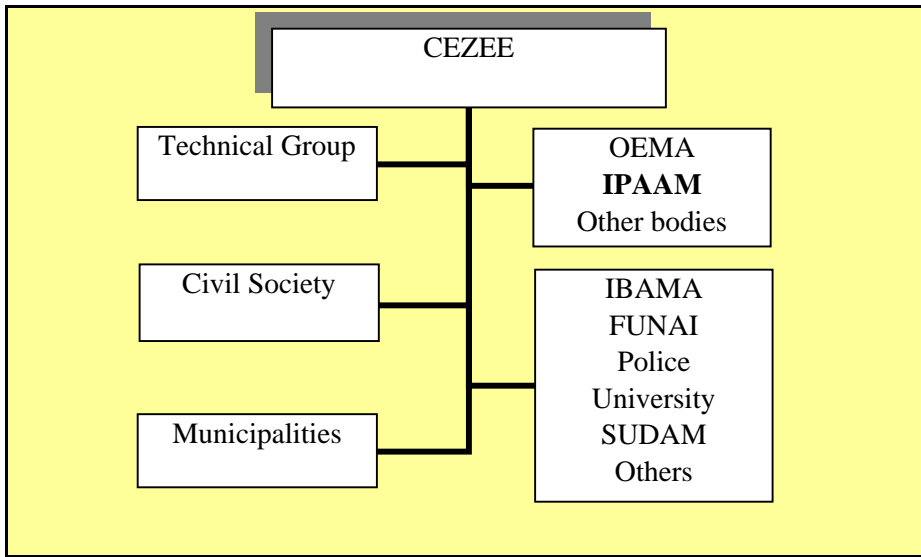 CEZEE
Technical Group
OEMA
IPAAM
Other bodies
Civil Society
IBAMA
FUNAI
Police
University
SUDAM
Others
Municipalities